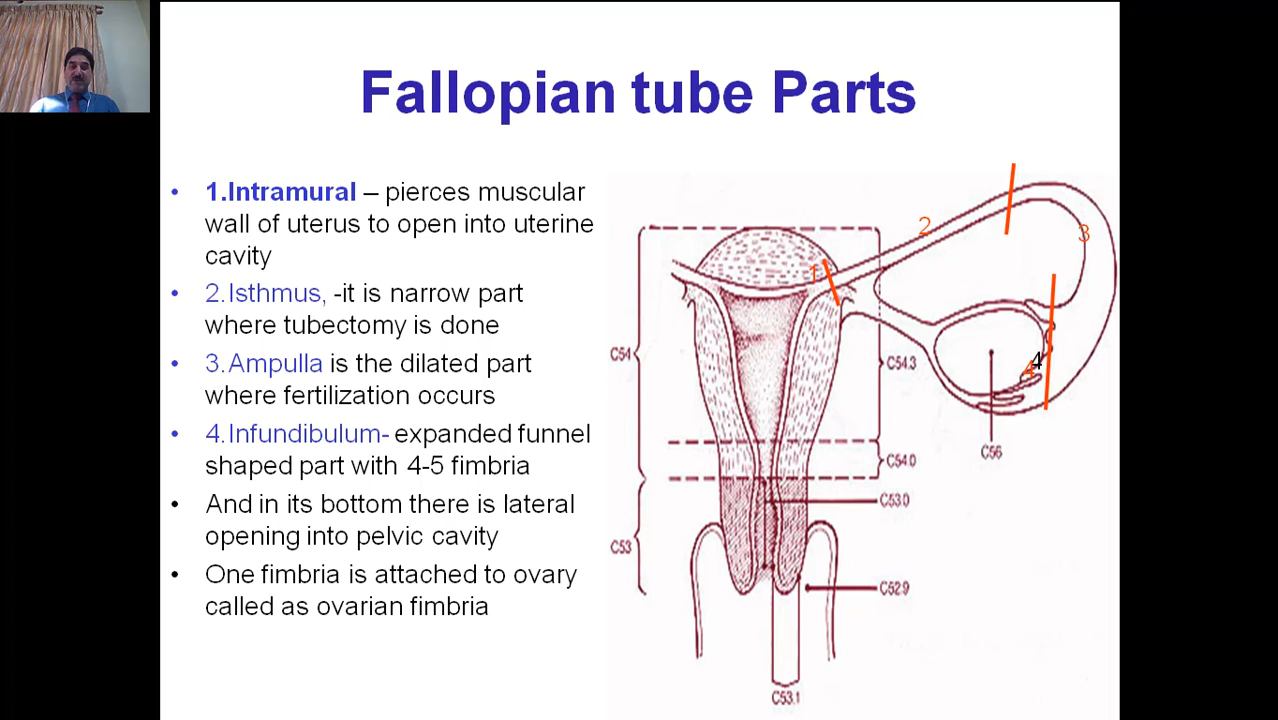 Fallopian tube Parts
• 1.Intramural – pierces muscular
wall of uterus to open into uterine
cavity
• 2.Isthmus, -it is narrow part
where tubectomy is done
• 3.Ampulla is the dilated part
where fertilization occurs
• 4.Infundibulum- expanded funnel
shaped part with 4-5 fimbria
• And in its bottom there is lateral
opening into pelvic cavity
• One fimbria is attached to ovary
called as ovarian fimbria
1
2
3
4
4
C54
C54.3
C56
C54.0
C53.0
C53
C52.9
C53.1